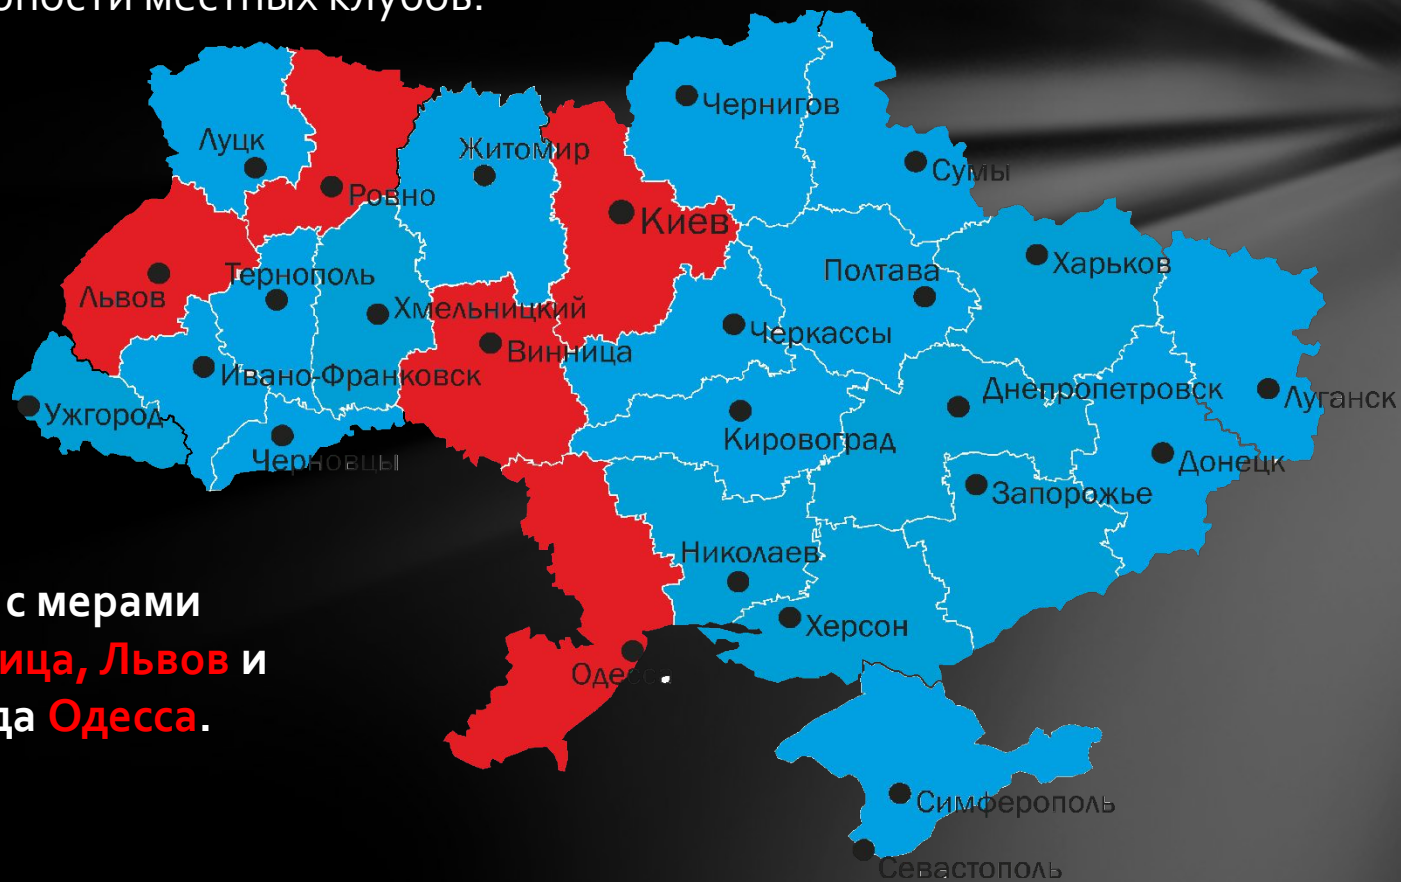 местных клубов.
Чернигов
Луцк
Житомир
Сумы
Ровно
Киев
Харьков
Полтава
Тернополь
Львов
Хмельницкий
Черкассы
Винница
Ивано-Франковск
Днепропетровск
Луганск
Ужгород
Кировоград
Черновцы
Донецк
Запорожье
Николаев
с мерами
Херсон
ица, Львов и
Одесса
да Одесса.
Симферополь
Севастополь